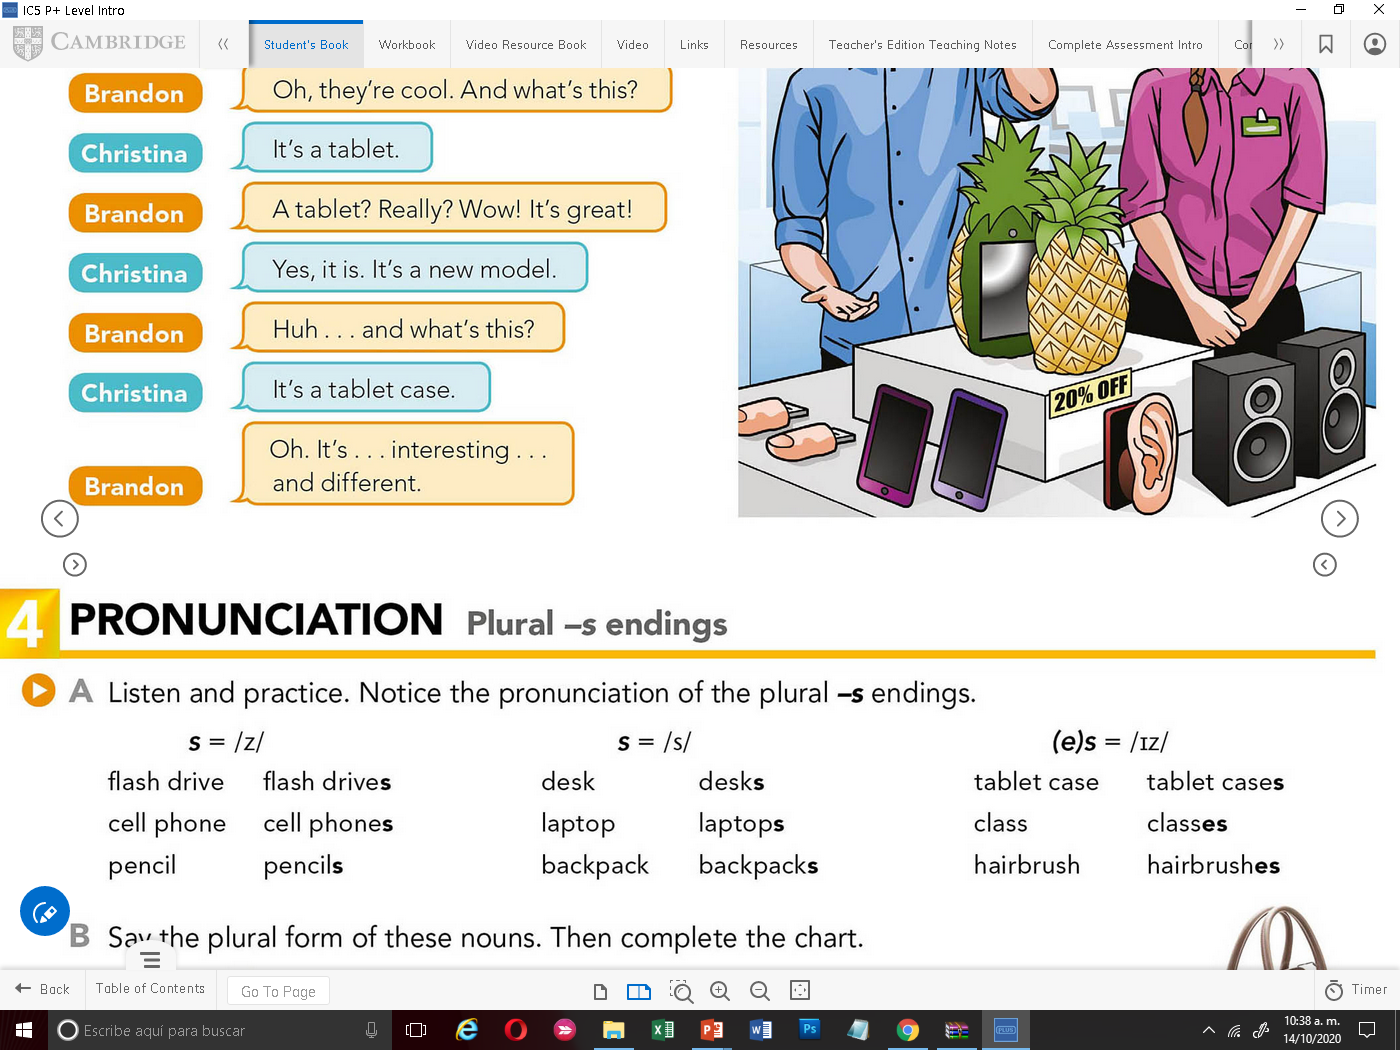 IC5 P+ Level Intro
CAMBRIDGE
Student's Book
Workbook
Video Resource Book
Video
Links
Resources
Teacher's Edition Teaching Notes
Complete Assessment Intro
Brandon
Oh, they're cool. And what's this?
Christina
It's a tablet.
Brandon
A tablet? Really? Wow! It's great!
Christina
Yes, it is. It's a new model.
Brandon
Huh . . . and what's this?
Christina
It's a tablet case.
Brandon
Oh. It's . . . interesting . . .
and different.
20% OFF
4 PRONUNCIATION Plural –s endings
A Listen and practice. Notice the pronunciation of the plural –s endings.
s = /z/ s = /s/ (e)s = /ɪz/
flash drive flash drives desk desks tablet case tablet cases
cell phone cell phones laptop laptops class classes
pencil pencils backpack backpacks hairbrush hairbrushes
B Say the plural form of these nouns. Then complete the chart.
Back
Table of Contents
Go To Page
Timer
Escribe aquí para buscar
Ps
PLUS
10:38 a. m.
14/10/2020